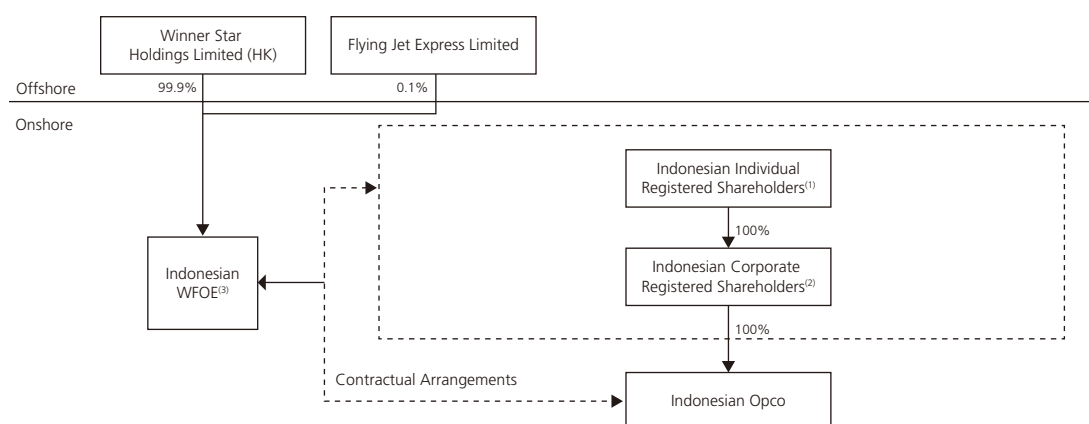 Winner Star
Holdings Limited (HK)
Flying Jet Express Limited
99.9%
0.1%
Offshore
Onshore
Indonesian Individual
Registered Shareholders(1)
100%
Indonesian
WFOE(3)
Indonesian Corporate
Registered Shareholders(2)
100%
Contractual Arrangements
Indonesian Opco